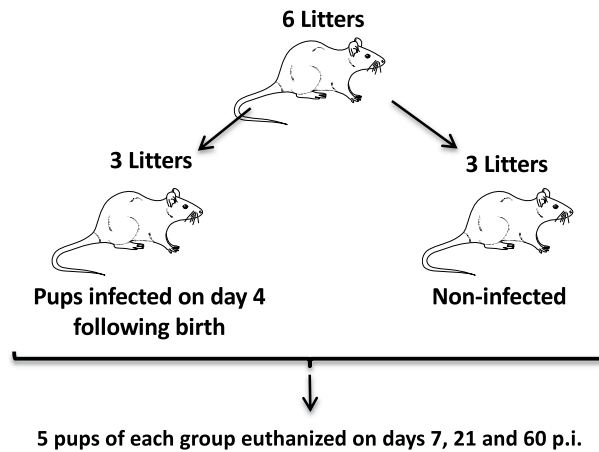 6 Litters
3 Litters
3 Litters
Pups infected on day 4
following birth
Non-infected
5 pups of each group euthanized on days 7, 21 and 60 p.i.